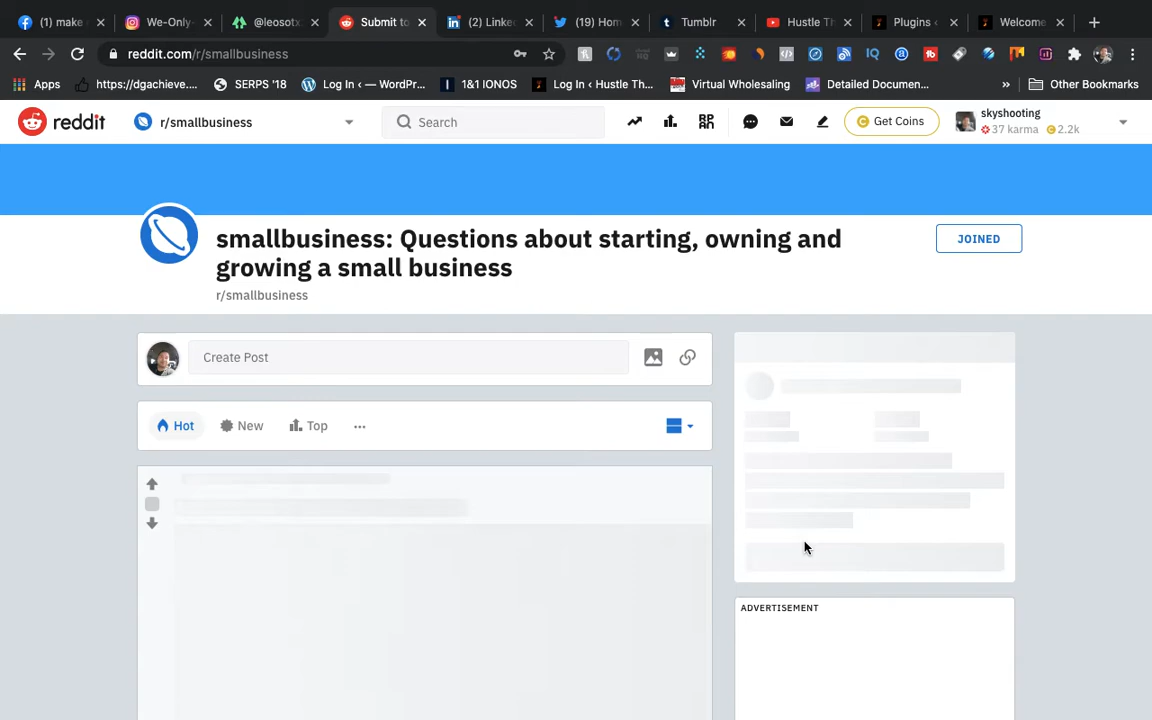 (1) make
We-Only-
@leosotx
Submit to
(2) Linke
(19) Hom
Tumblr
Hustle Th
Plugins ‹
Welcome
reddit.com/r/smallbusiness
Apps
https://dgachieve....
SERPS '18
Log In ‹ — WordPr...
1&1 IONOS
Log In ‹ Hustle Th...
Virtual Wholesaling
Detailed Documen...
»
Other Bookmarks
reddit
r/smallbusiness
Search
Get Coins
skyshooting
37 karma
2.2k
smallbusiness: Questions about starting, owning and
growing a small business
r/smallbusiness
JOINED
Create Post
Hot
New
Top
ADVERTISEMENT